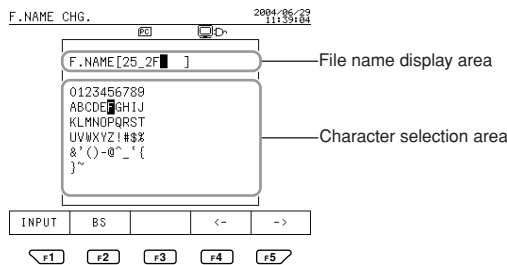 F.NAME CHG.
2004/06/29
11:39:04
PC
F.NAME[25_2F ]
File name display area
0123456789
ABCDEFGHIJ
KLMNOPQRST
UVWXYZ!#$%
&'()-@^_`{
}~
Character selection area
INPUT BS <- ->
F1 F2 F3 F4 F5